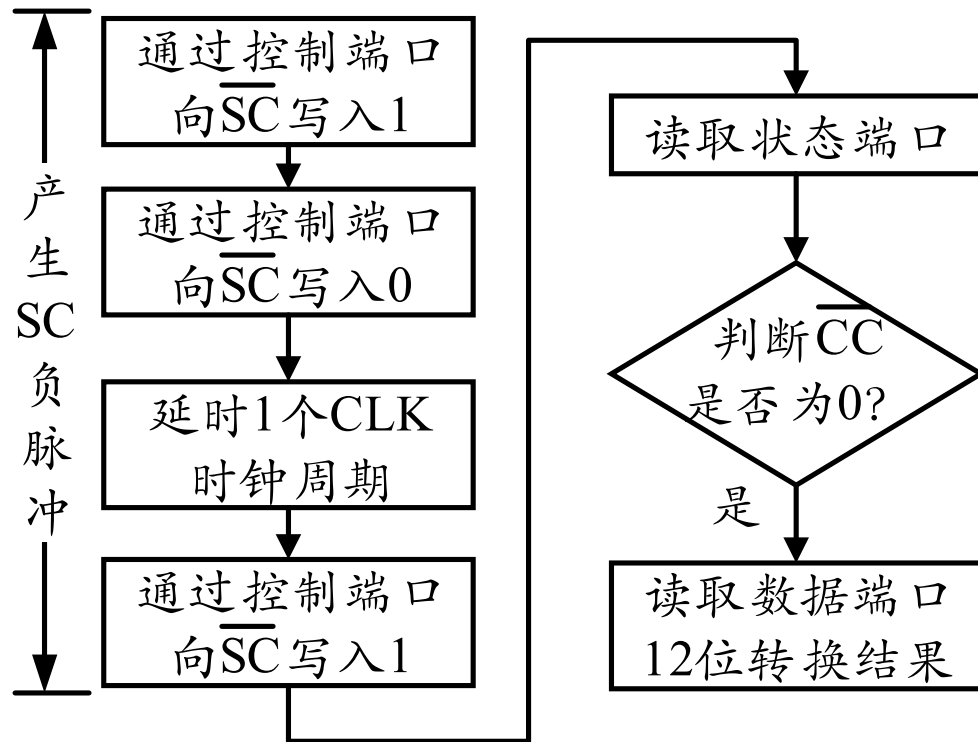 产
生
SC
负
脉
冲
通过控制端口
向S̅C̅写入1
通过控制端口
向S̅C̅写入0
延时1个CLK
时钟周期
通过控制端口
向S̅C̅写入1
读取状态端口
判断C̅C̅
是否为0?
是
读取数据端口
12位转换结果